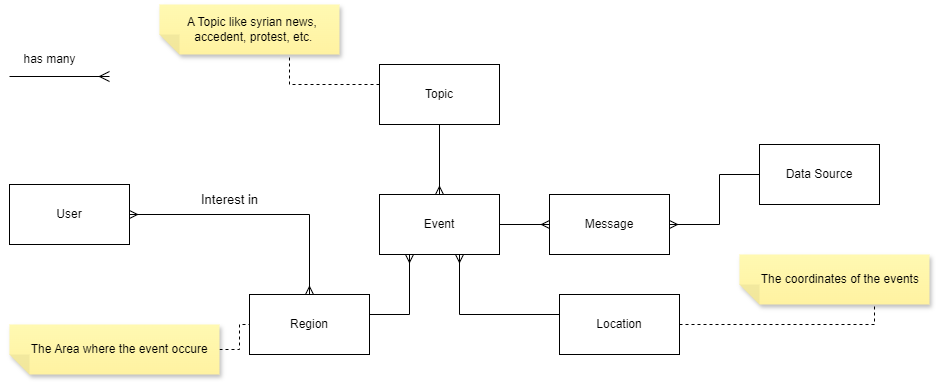 A Topic like syrian news,
accedent, protest, etc.
has many
Topic
Data Source
User
Interest in
Event
Message
The coordinates of the events
Region
Location
The Area where the event occure